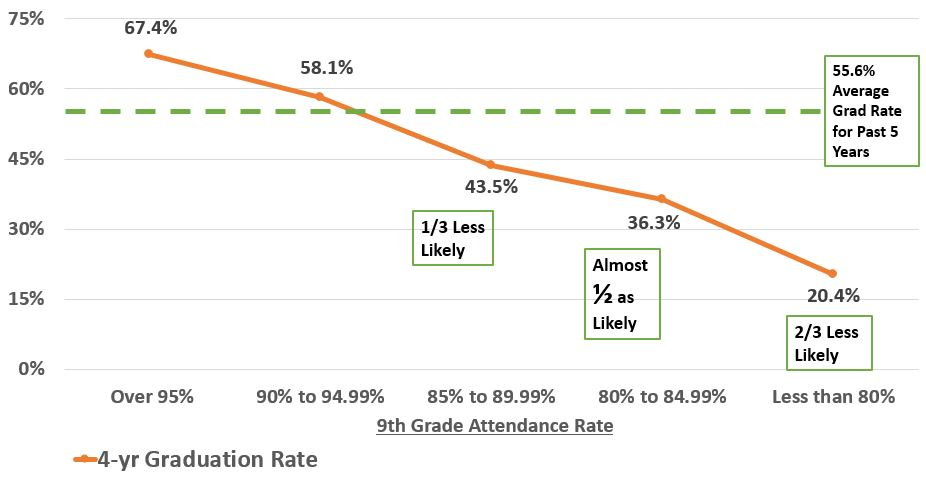 75%
67.4%
58.1%
60%
55.6%
Average
Grad Rate
for Past 5
Years
45%
43.5%
36.3%
30%
1/3 Less
Likely
Almost
½ as
Likely
15%
20.4%
2/3 Less
Likely
0%
Over 95%
90% to 94.99%
85% to 89.99%
80% to 84.99%
Less than 80%
9th Grade Attendance Rate
4-yr Graduation Rate